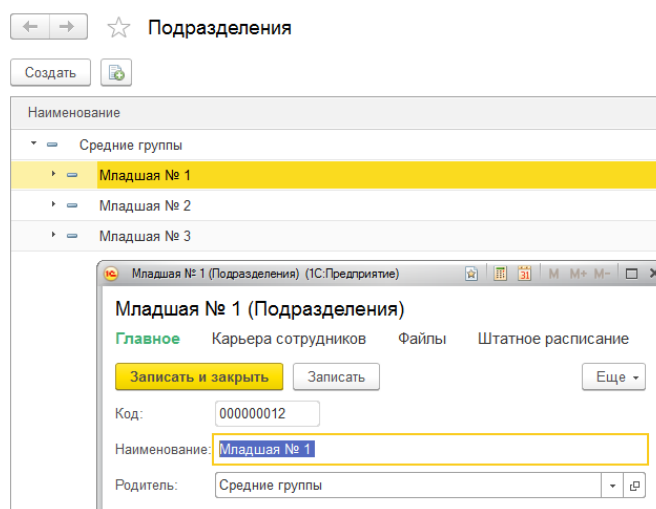 Подразделения
Создать
Наименование
Средние группы
Младшая № 1
Младшая № 2
Младшая № 3
1С Младшая № 1 (Подразделения) (1С:Предприятие) 31 M M+ M-
Младшая № 1 (Подразделения)
Главное Карьера сотрудников Файлы Штатное расписание
Записать и закрыть Записать Еще
Код: 000000012
Наименование: Младшая № 1
Родитель: Средние группы